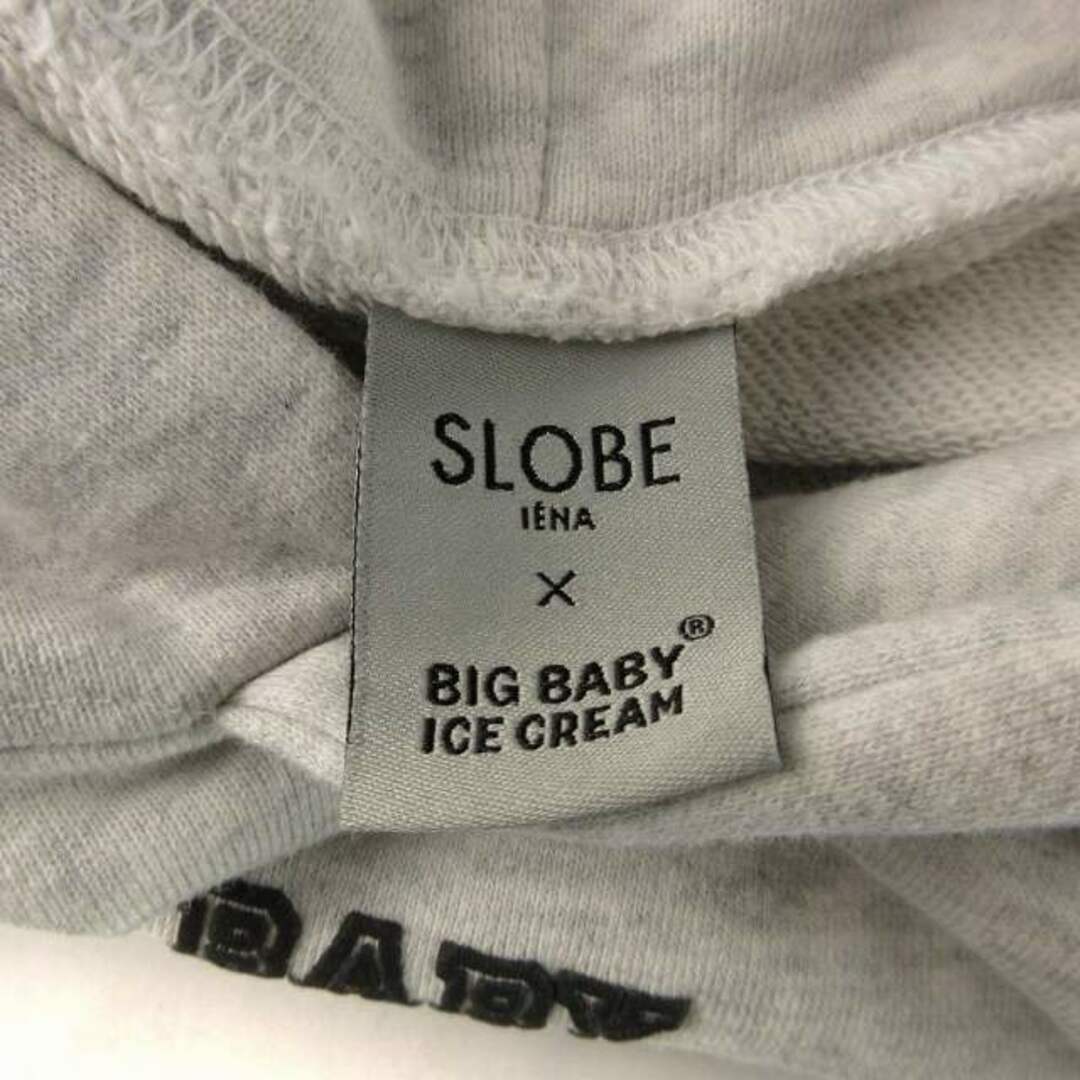 SLOBE
IÉNA
×
BIG BABY®
ICE CREAM